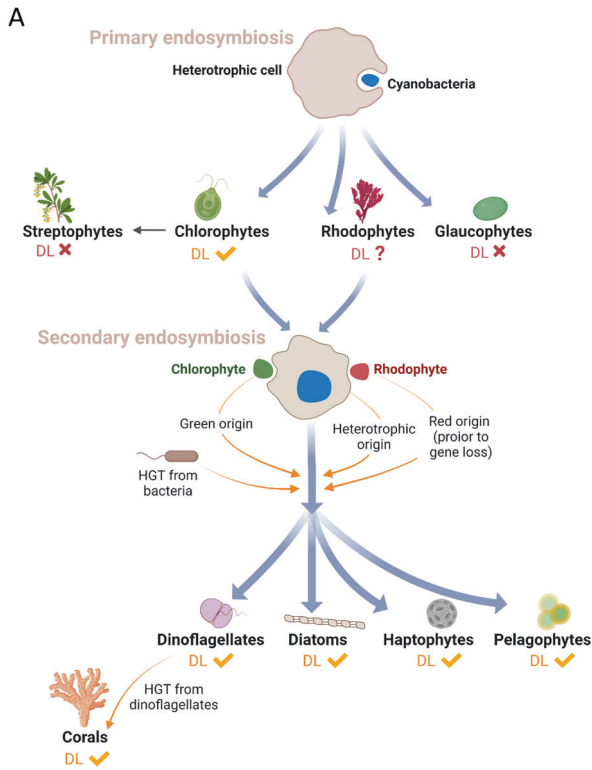 A
Primary endosymbiosis
Heterotrophic cell
Cyanobacteria
Streptophytes
Chlorophytes
Rhodophytes
Glaucophytes
DL
DL
DL ?
DL
Secondary endosymbiosis
Chlorophyte
Rhodophyte
Green origin
Heterotrophic
origin
Red origin
(proior to
gene loss)
HGT from
bacteria
Dinoflagellates
Diatoms
Haptophytes
Pelagophytes
DL
DL
DL
DL
HGT from
dinoflagellates
Corals
DL